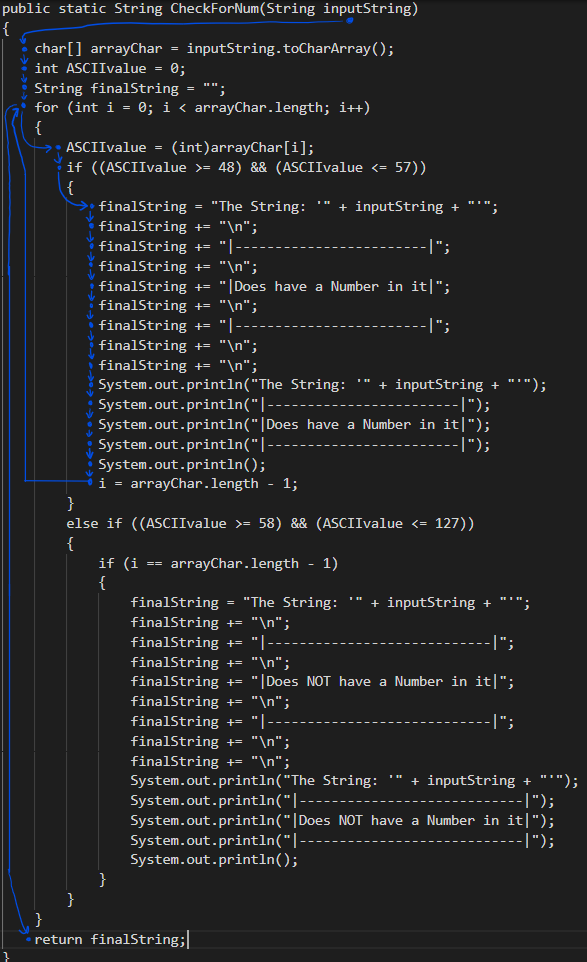 public static String CheckForNum(String inputString)
{
char[] arrayChar = inputString.toCharArray();
int ASCIIvalue = 0;
String finalString = "";
for (int i = 0; i < arrayChar.length; i++)
{
ASCIIvalue = (int)arrayChar[i];
if ((ASCIIvalue >= 48) && (ASCIIvalue <= 57))
{
finalString = "The String: '" + inputString + "'";
finalString += "\n";
finalString += "|------------------------|";
finalString += "\n";
finalString += "|Does have a Number in it|";
finalString += "\n";
finalString += "|------------------------|";
finalString += "\n";
finalString += "\n";
System.out.println("The String: '" + inputString + "'");
System.out.println("|------------------------|");
System.out.println("|Does have a Number in it|");
System.out.println("|------------------------|");
System.out.println();
i = arrayChar.length - 1;
}
else if ((ASCIIvalue >= 58) && (ASCIIvalue <= 127))
{
if (i == arrayChar.length - 1)
{
finalString = "The String: '" + inputString + "'";
finalString += "\n";
finalString += "|----------------------------|";
finalString += "\n";
finalString += "|Does NOT have a Number in it|";
finalString += "\n";
finalString += "|----------------------------|";
finalString += "\n";
finalString += "\n";
System.out.println("The String: '" + inputString + "'");
System.out.println("|----------------------------|");
System.out.println("|Does NOT have a Number in it|");
System.out.println("|----------------------------|");
System.out.println();
}
}
}
return finalString;
}